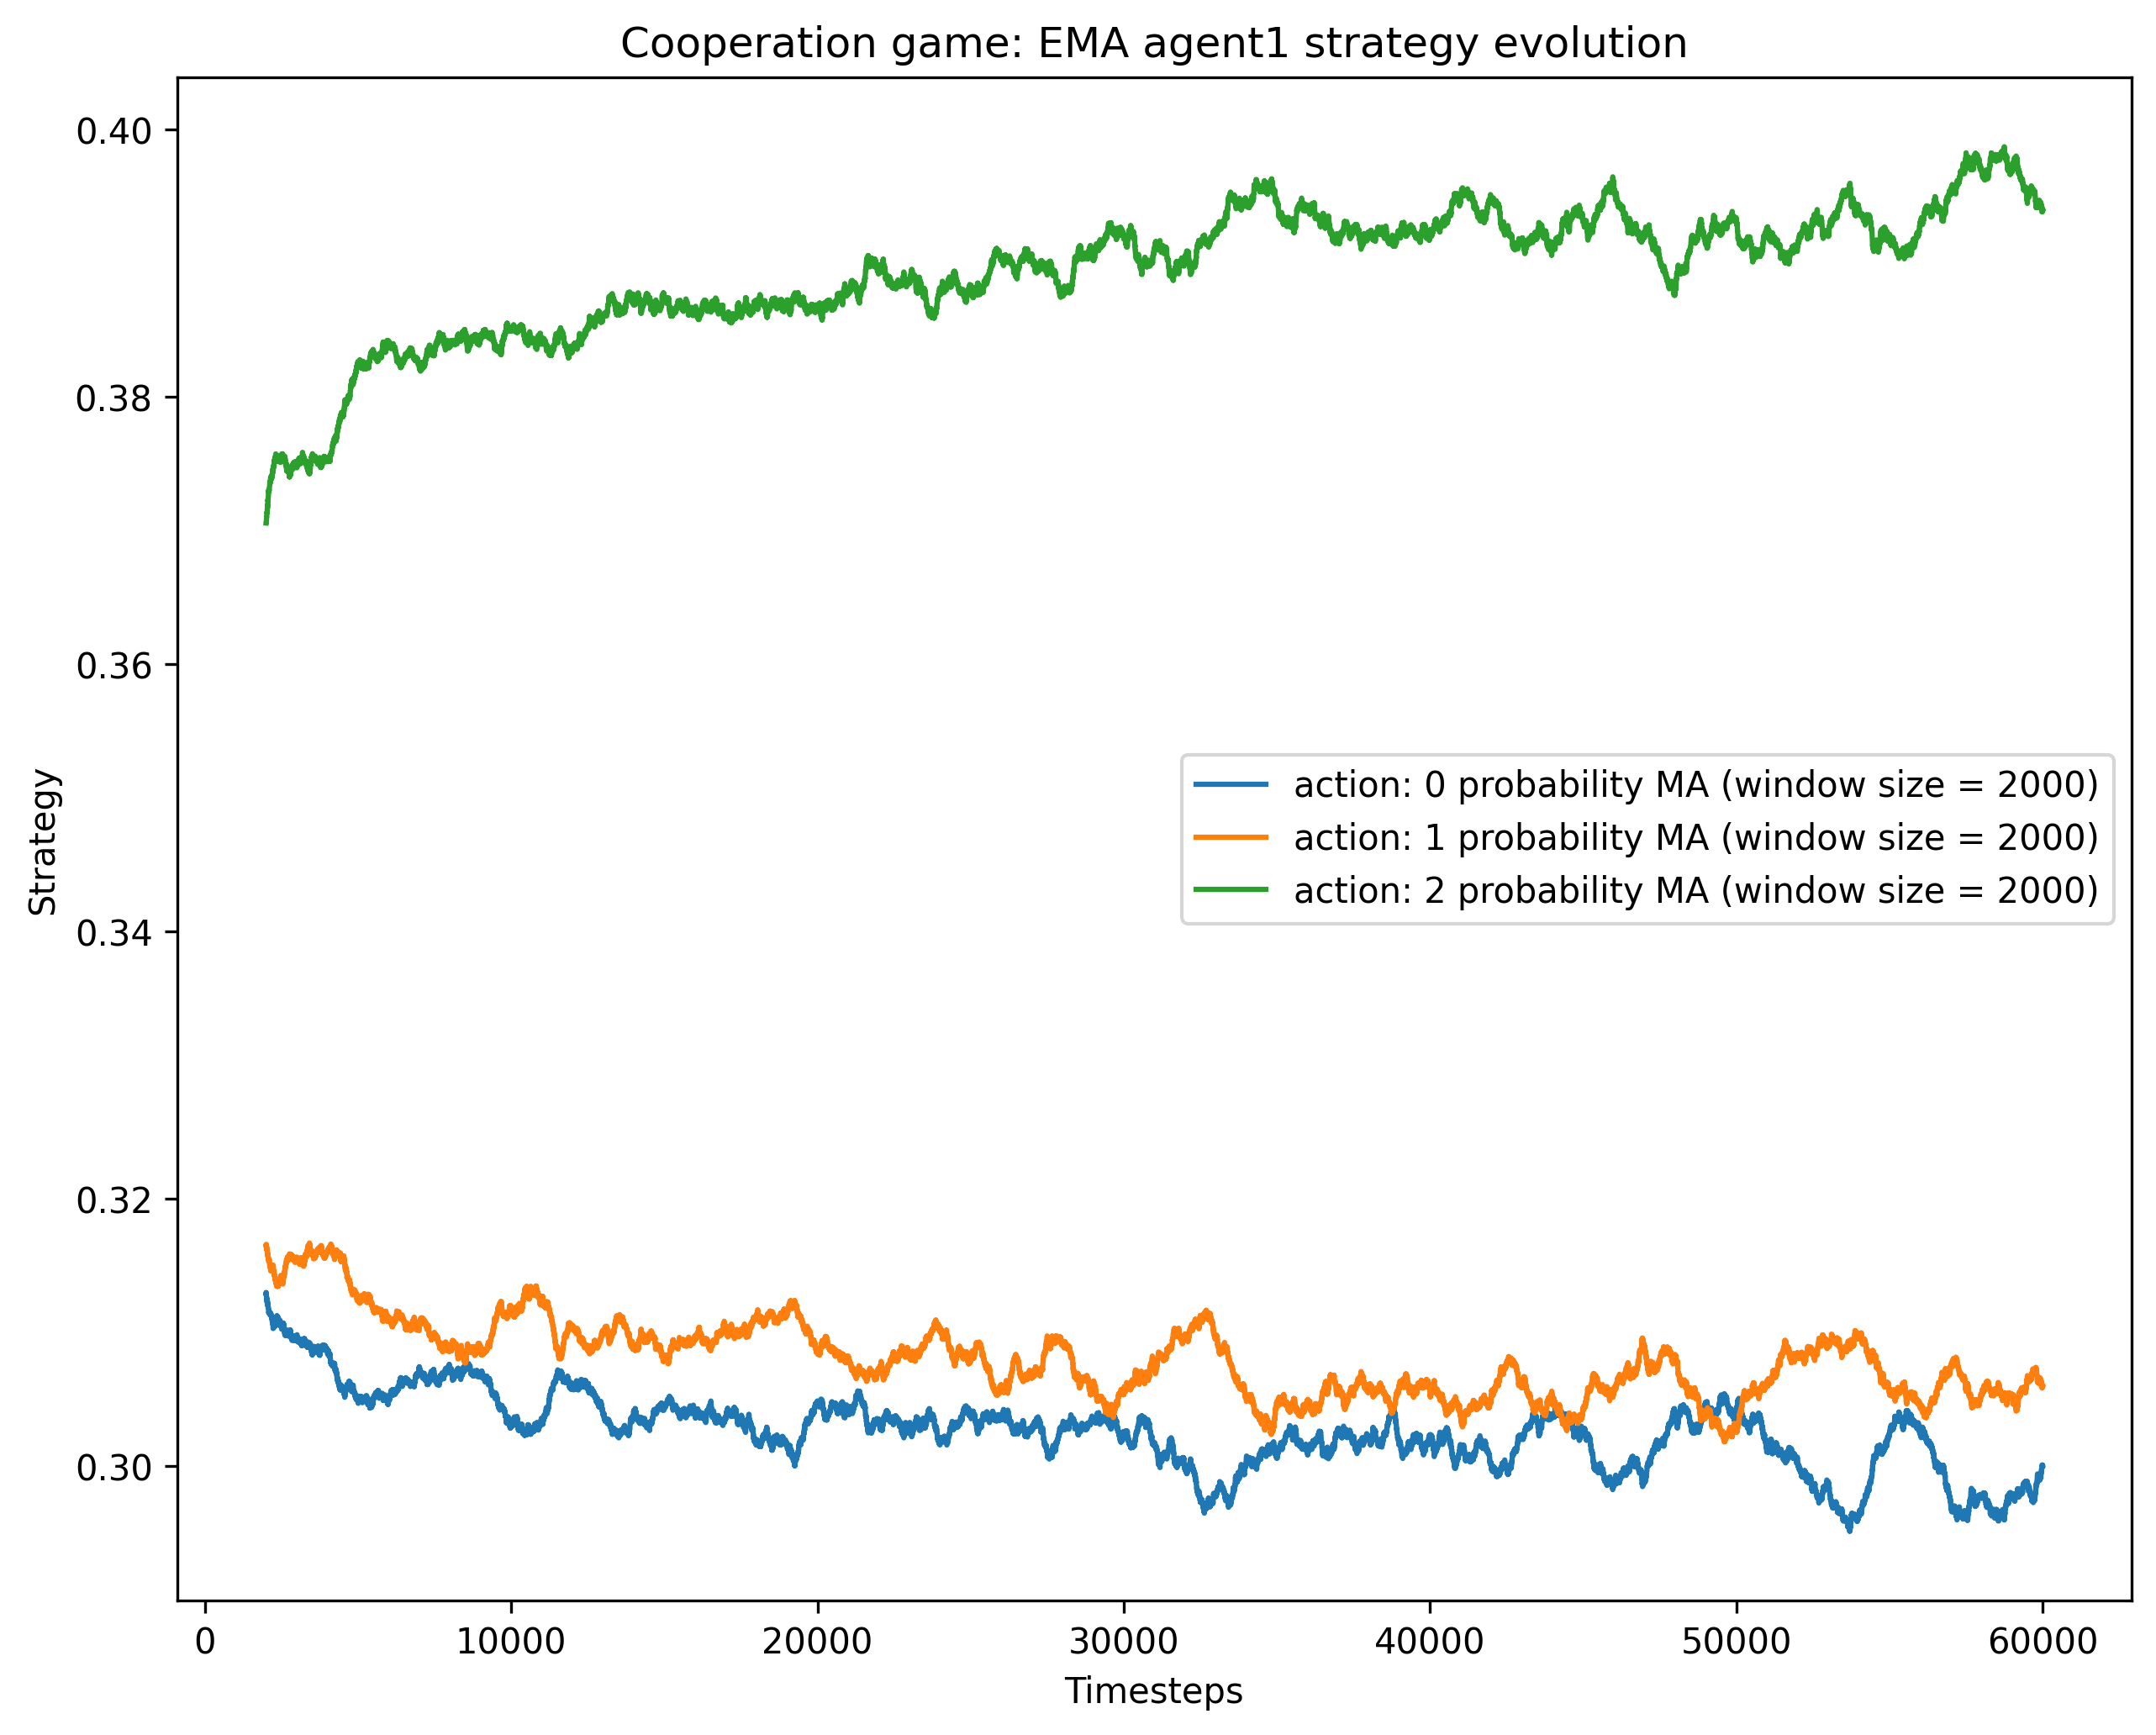 Cooperation game: EMA agent1 strategy evolution
0.40
0.38
0.36
0.34
0.32
0.30
Strategy
action: 0 probability MA (window size = 2000)
action: 1 probability MA (window size = 2000)
action: 2 probability MA (window size = 2000)
0 10000 20000 30000 40000 50000 60000
Timesteps